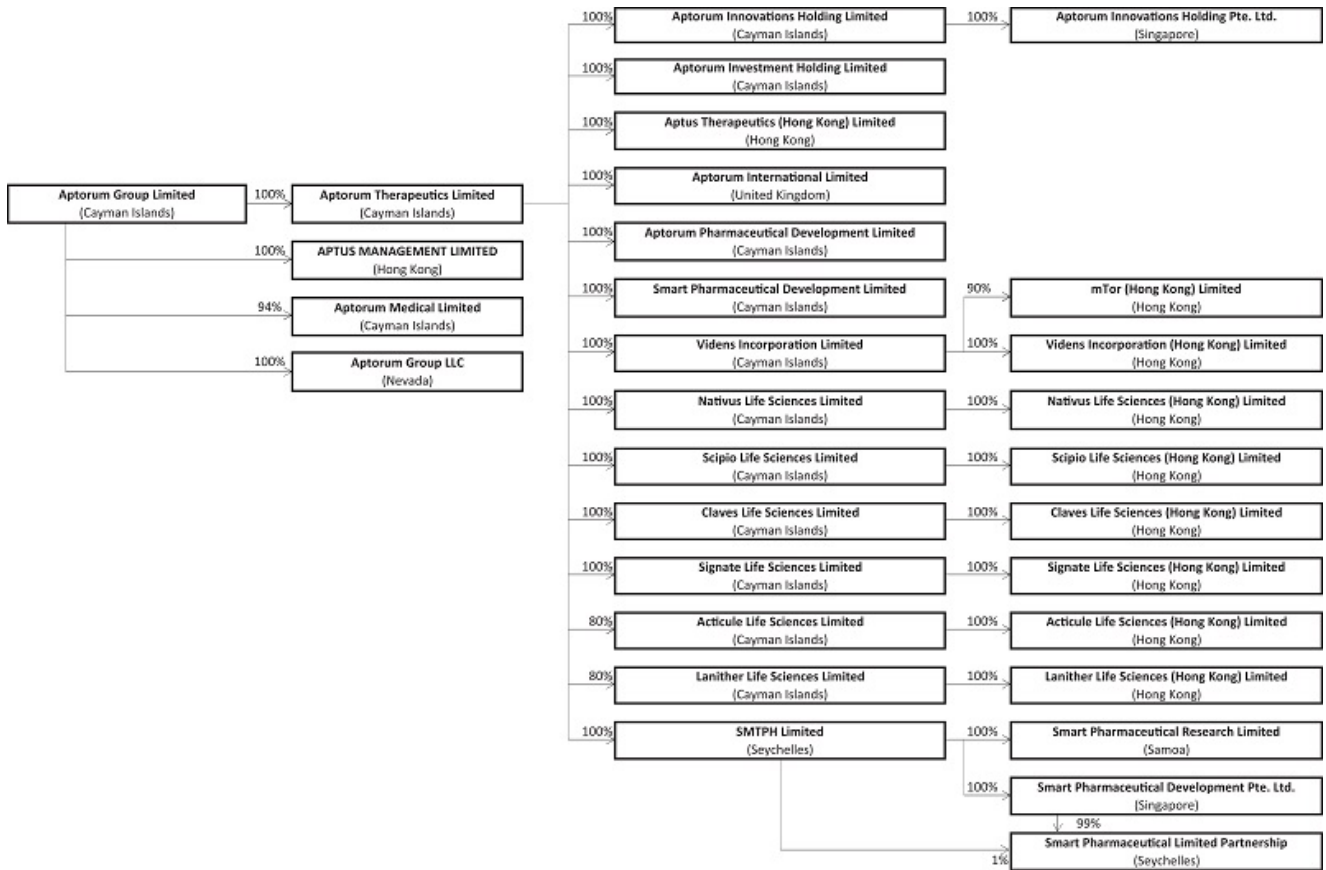 100%
Aptorum Innovations Holding Limited
(Cayman Islands)
100%
Aptorum Innovations Holding Pte. Ltd.
(Singapore)
100%
Aptorum Investment Holding Limited
(Cayman Islands)
100%
Aptus Therapeutics (Hong Kong) Limited
(Hong Kong)
Aptorum Group Limited
(Cayman Islands)
100%
Aptorum Therapeutics Limited
(Cayman Islands)
100%
Aptorum International Limited
(United Kingdom)
100%
APTUS MANAGEMENT LIMITED
(Hong Kong)
100%
Aptorum Pharmaceutical Development Limited
(Cayman Islands)
94%
Aptorum Medical Limited
(Cayman Islands)
100%
Smart Pharmaceutical Development Limited
(Cayman Islands)
90%
mTor (Hong Kong) Limited
(Hong Kong)
100%
Aptorum Group LLC
(Nevada)
100%
Videns Incorporation Limited
(Cayman Islands)
100%
Videns Incorporation (Hong Kong) Limited
(Hong Kong)
100%
Nativus Life Sciences Limited
(Cayman Islands)
100%
Nativus Life Sciences (Hong Kong) Limited
(Hong Kong)
100%
Scipio Life Sciences Limited
(Cayman Islands)
100%
Scipio Life Sciences (Hong Kong) Limited
(Hong Kong)
100%
Claves Life Sciences Limited
(Cayman Islands)
100%
Claves Life Sciences (Hong Kong) Limited
(Hong Kong)
100%
Signate Life Sciences Limited
(Cayman Islands)
100%
Signate Life Sciences (Hong Kong) Limited
(Hong Kong)
80%
Acticule Life Sciences Limited
(Cayman Islands)
100%
Acticule Life Sciences (Hong Kong) Limited
(Hong Kong)
80%
Lanither Life Sciences Limited
(Cayman Islands)
100%
Lanither Life Sciences (Hong Kong) Limited
(Hong Kong)
100%
SMTPH Limited
(Seychelles)
100%
Smart Pharmaceutical Research Limited
(Samoa)
100%
Smart Pharmaceutical Development Pte. Ltd.
(Singapore)
99%
1%
Smart Pharmaceutical Limited Partnership
(Seychelles)